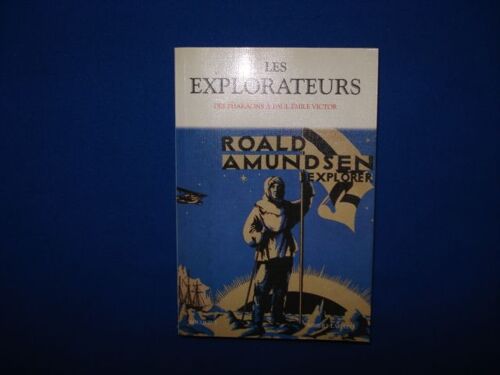 LES
EXPLORATEURS
DES PHARAONS À PAUL-ÉMILE VICTOR
ROALD
AMUNDSEN
EXPLORER